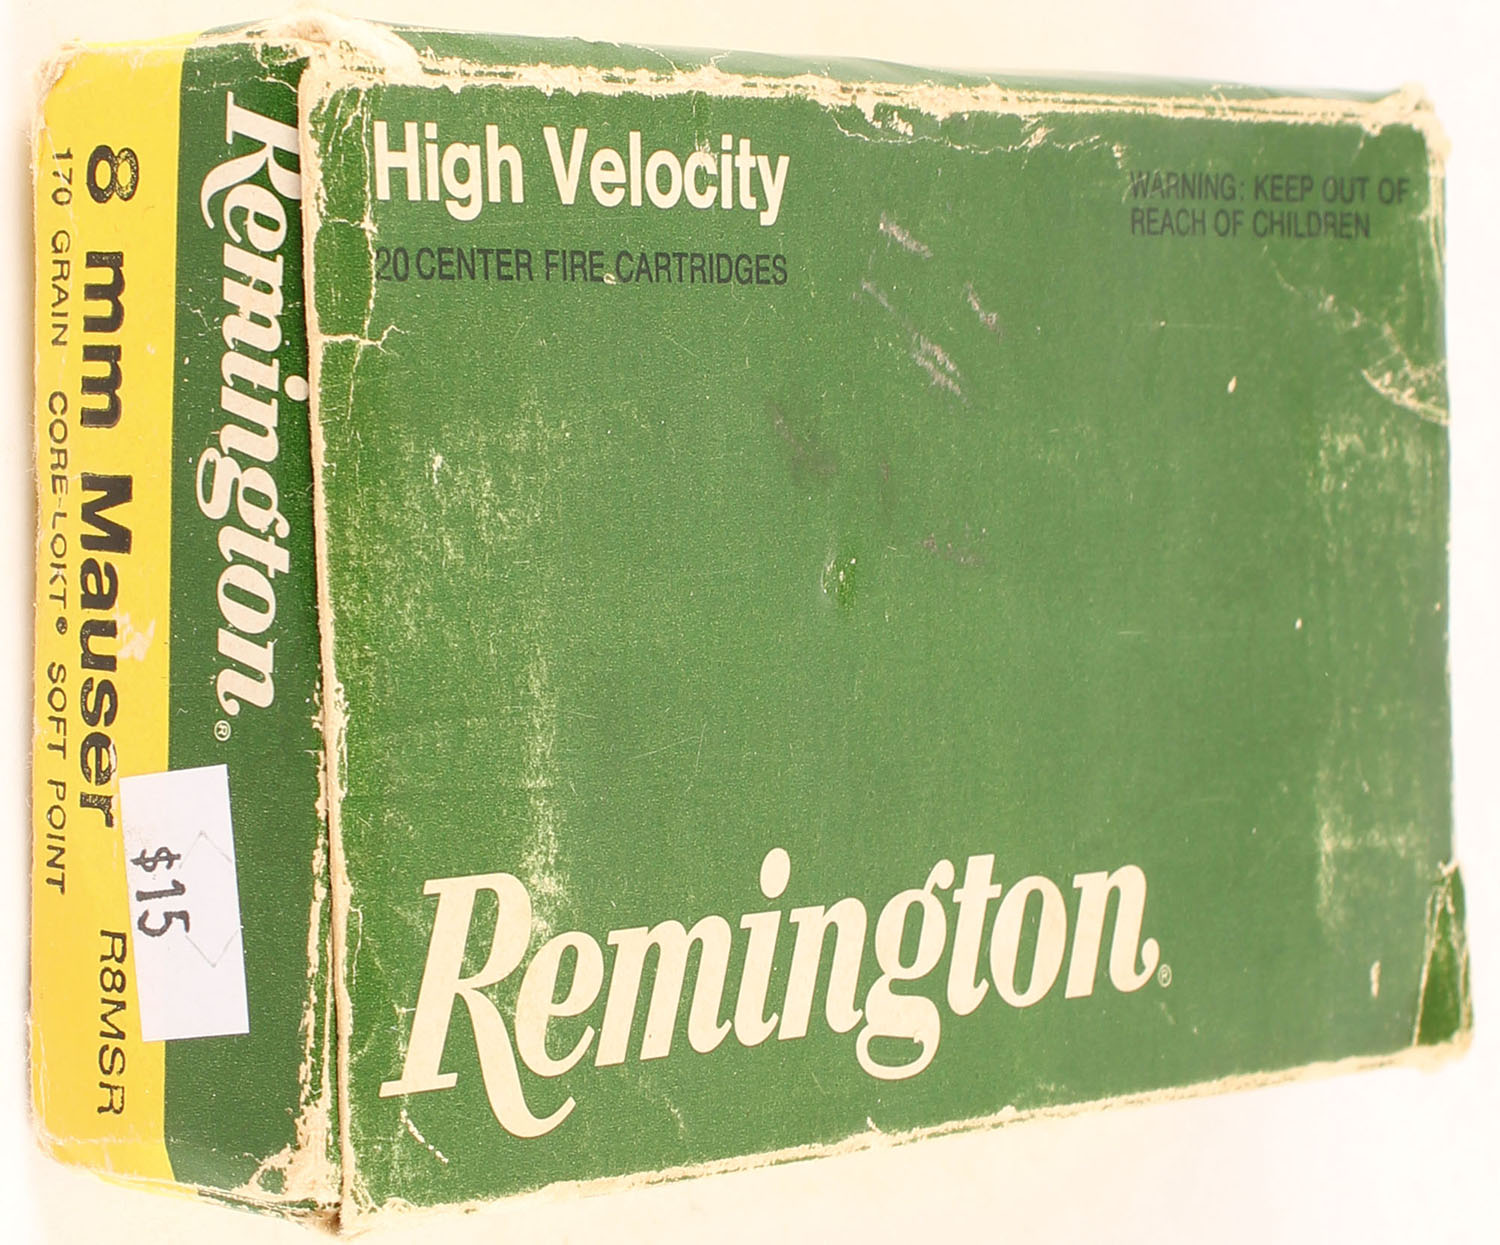 High Velocity
20 CENTER FIRE CARTRIDGES
WARNING: KEEP OUT OF
REACH OF CHILDREN
Remington®
Remington®
8 mm Mauser
170 GRAIN CORE-LOKT® SOFT POINT
R8MSR
$15